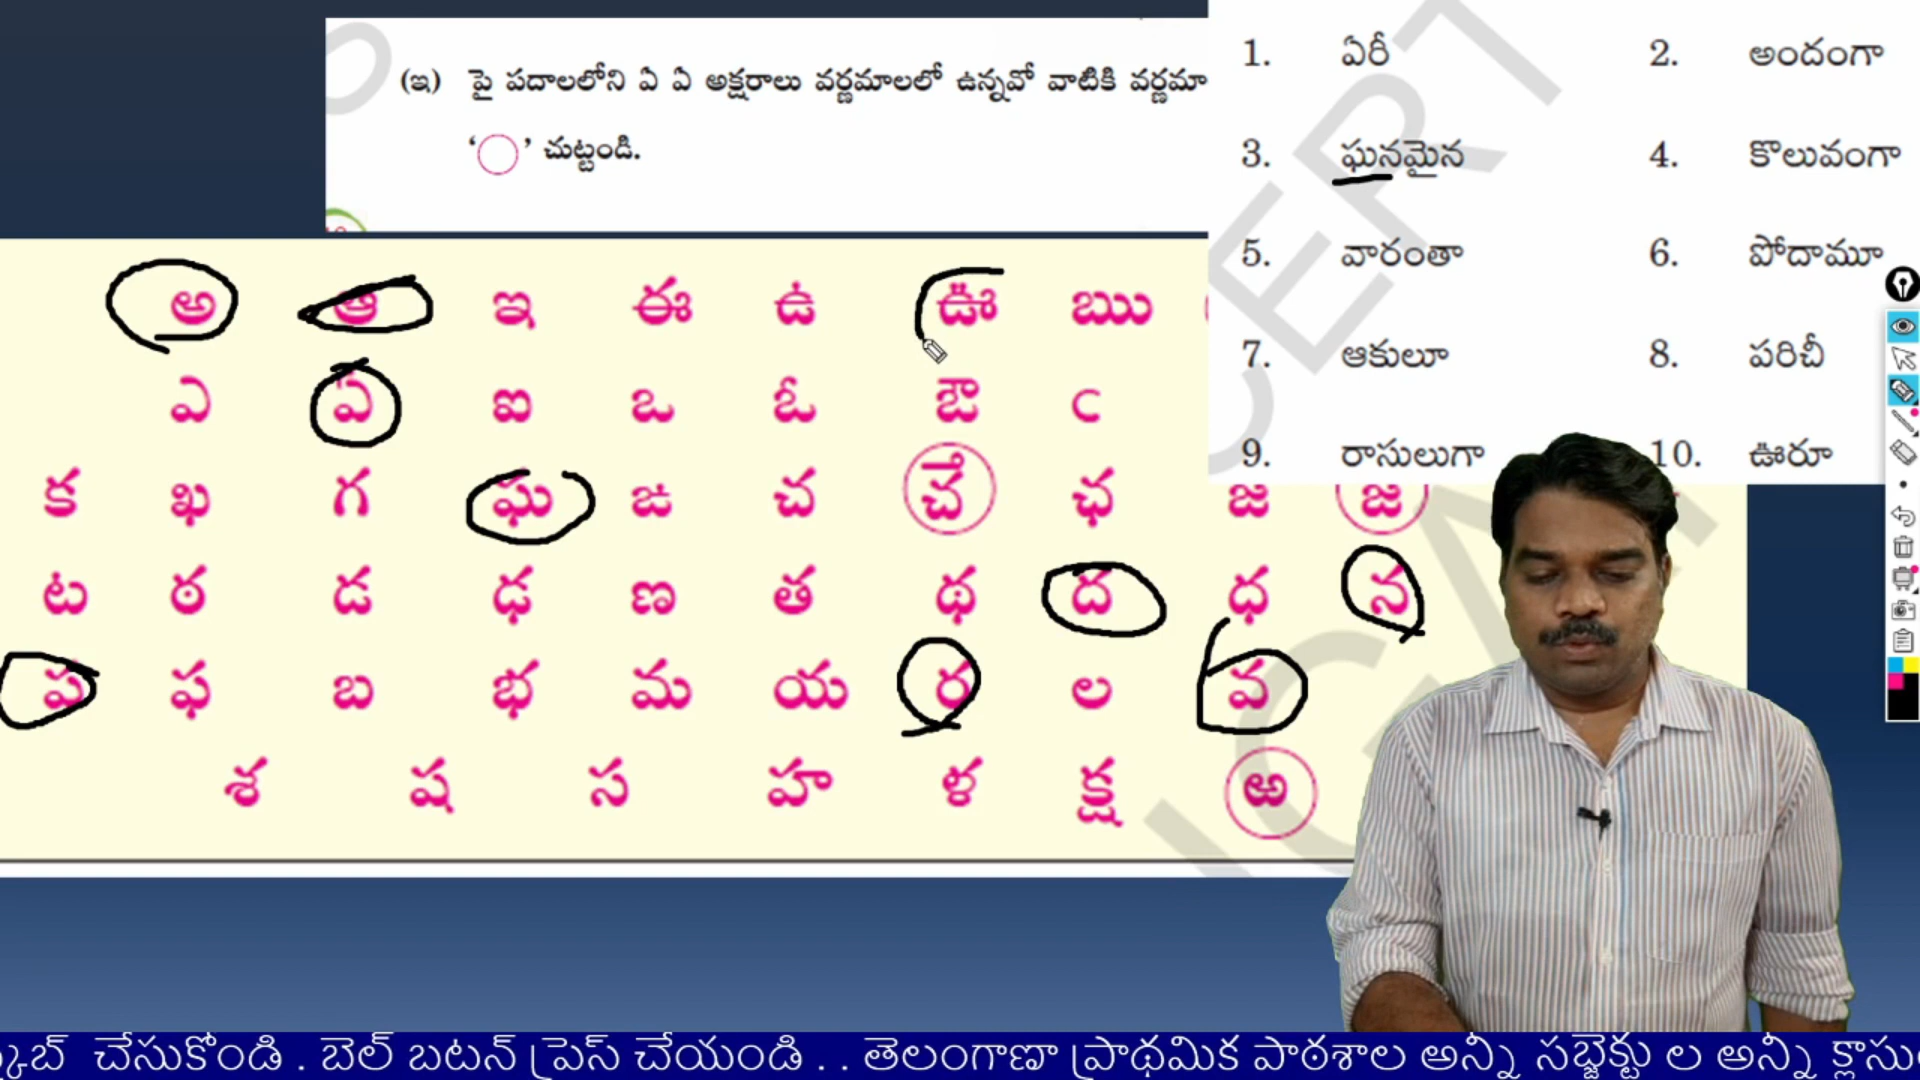 (ఇ) పై పదాలలోని ఏ ఏ అక్షరాలు వర్ణమాలలో ఉన్నవో వాటికి వర్ణమా
‘◯’ చుట్టండి.
1. ఏరీ 2. అందంగా
3. ఘనమైన 4. కొలువంగా
5. వారంతా 6. పోదామూ
7. ఆకులూ 8. పరిచీ
9. రాసులుగా 10. ఊరూ
అ ఆ ఇ ఈ ఉ ఊ ఋ
ఎ ఏ ఐ ఒ ఓ ఔ ం
క ఖ గ ఘ ఙ చ ఛ జ
ట ఠ డ ఢ ణ త థ ద ధ న
ప ఫ బ భ మ య ర ల వ
శ ష స హ ళ క్ష ఱ
చేసుకోండి . బెల్ బటన్ ప్రెస్ చేయండి . . తెలంగాణా ప్రాథమిక పాఠశాల అన్నీ సబ్జెక్టు ల అన్నీ